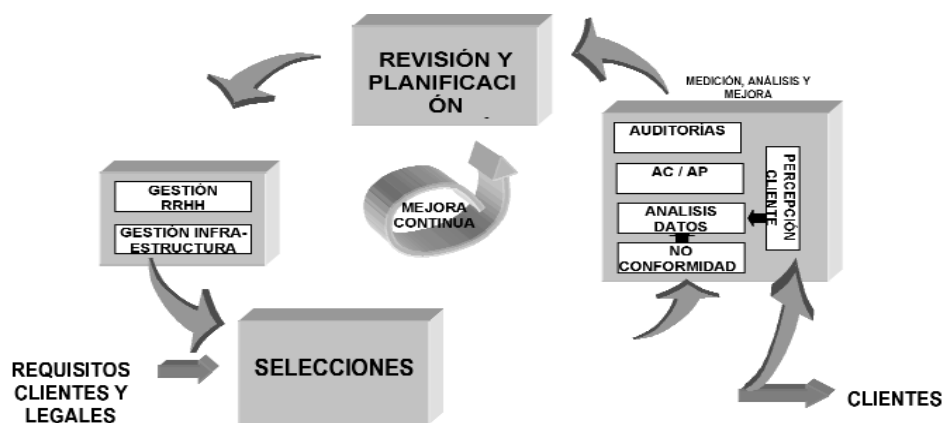 REVISIÓN Y
PLANIFICACI
ÓN
-
MEDICIÓN, ANÁLISIS Y
MEJORA
AUDITORÍAS
AC / AP
ANALISIS
DATOS
NO
CONFORMIDAD
PERCEPCIÓN
CLIENTE
GESTIÓN
RRHH
GESTIÓN INFRA-
ESTRUCTURA
MEJORA
CONTINÚA
SELECCIONES
REQUISITOS
CLIENTES Y
LEGALES
CLIENTES